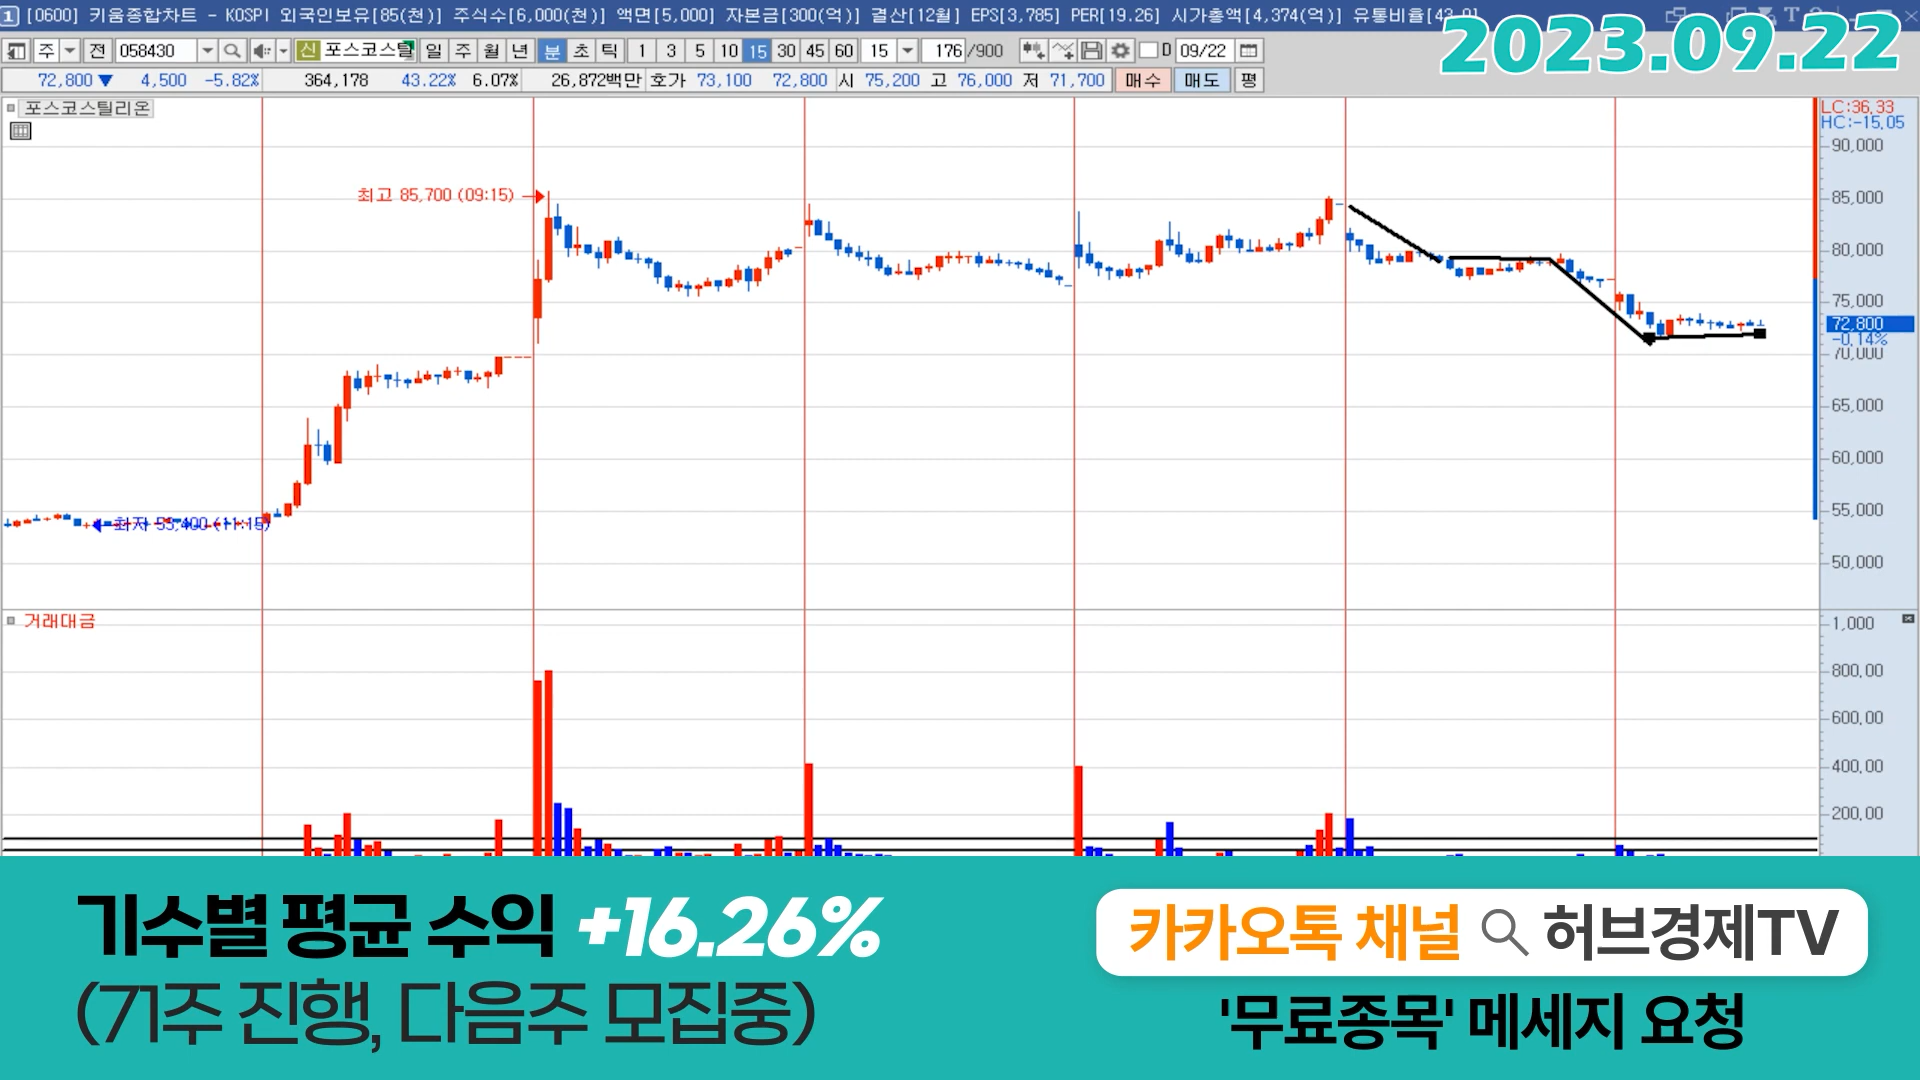 1 [0600] 키움종합차트 - KOSPI 외국인보유[85(천)] 주식수[6,000(천)] 액면[5,000] 자본금[300(억)] 결산[12월] EPS[3,785] PER[19.26] 시가총액[4,374(억)] 유통비율[43.0]
2023.09.22
주 전 058430 신 포스코스틸 일 주 월 년 분 초 틱 1 3 5 10 15 30 45 60 15 176 /900 D 09/22
72,800 ▼ 4,500 -5.82% 364,178 43.22% 6.07% 26,872백만 호가 73,100 72,800 시 75,200 고 76,000 저 71,700 매수 매도 평
포스코스틸리온
LC:36.33
HC:-15.05
90,000
최고 85,700 (09:15)
85,000
80,000
75,000
72,800
-0.14%
70,000
65,000
60,000
55,000
최저 53,400 (11:15)
50,000
거래대금
1,000
800.00
600.00
400.00
200.00
기수별 평균 수익 +16.26%
(71주 진행, 다음주 모집중)
카카오톡 채널 허브경제TV
'무료종목' 메세지 요청